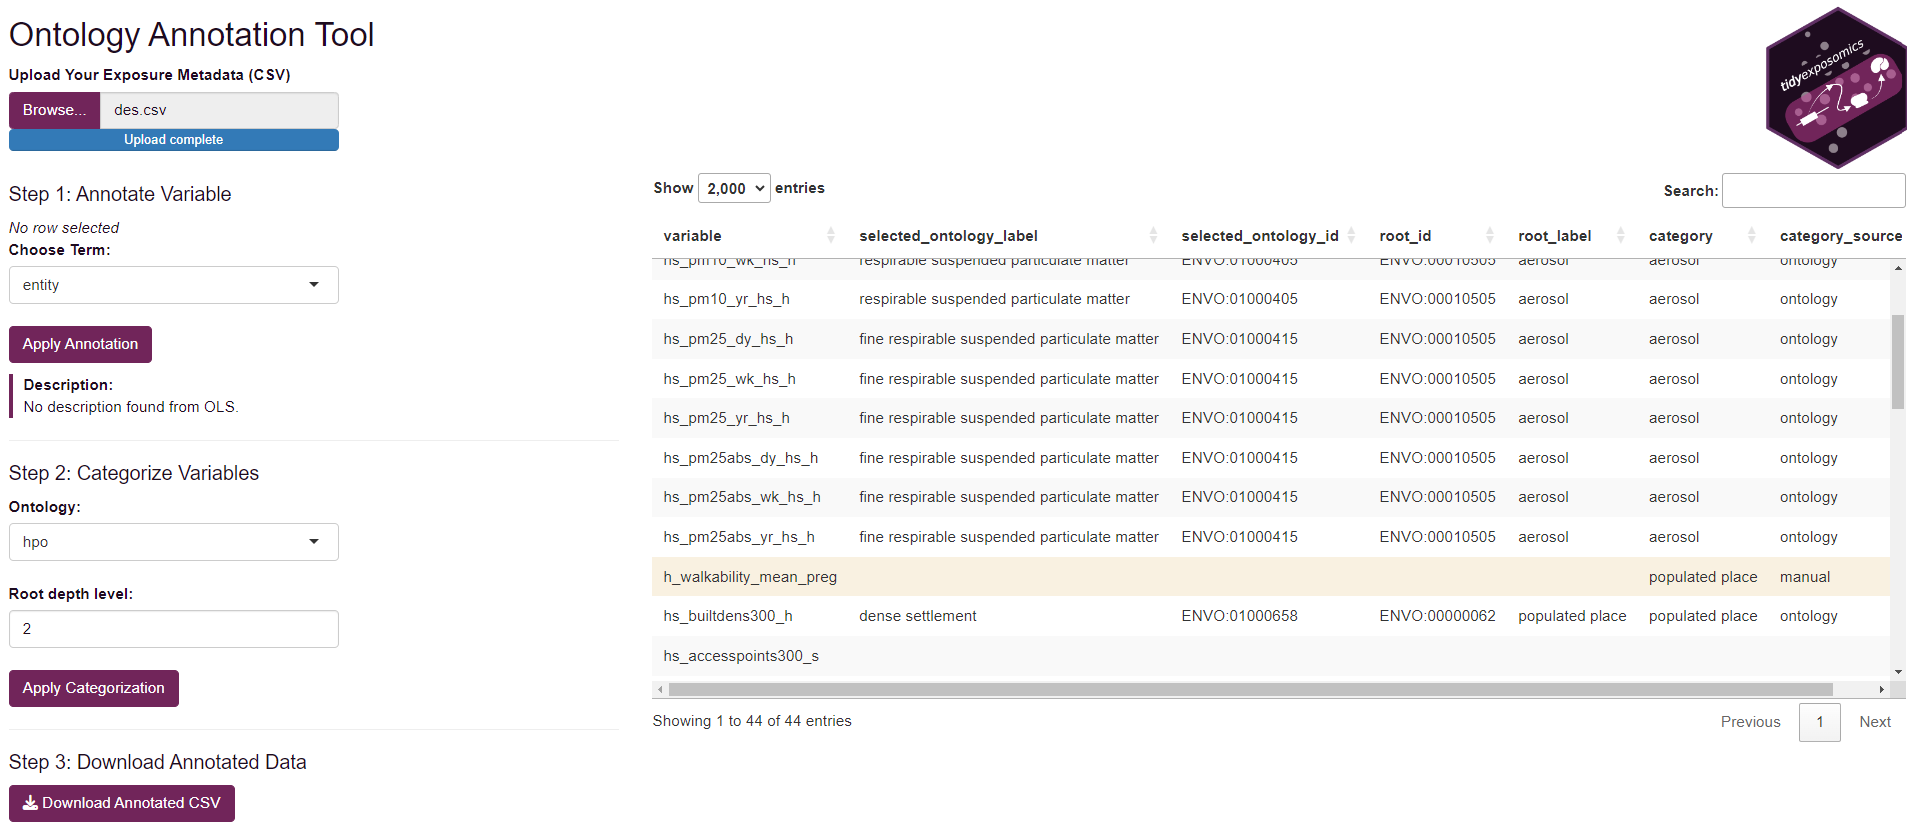 Ontology Annotation Tool
Upload Your Exposure Metadata (CSV)
Browse... des.csv
Upload complete
tidyexposomics
Step 1: Annotate Variable
No row selected
Choose Term:
entity
Apply Annotation
Description:
No description found from OLS.
Step 2: Categorize Variables
Ontology:
hpo
Root depth level:
2
Apply Categorization
Step 3: Download Annotated Data
Download Annotated CSV
Show 2,000 entries
Search:
variable selected_ontology_label selected_ontology_id root_id root_label category category_source
hs_pm10_wk_hs_h respirable suspended particulate matter ENVO:01000405 ENVO:00010505 aerosol aerosol ontology
hs_pm10_yr_hs_h respirable suspended particulate matter ENVO:01000405 ENVO:00010505 aerosol aerosol ontology
hs_pm25_dy_hs_h fine respirable suspended particulate matter ENVO:01000415 ENVO:00010505 aerosol aerosol ontology
hs_pm25_wk_hs_h fine respirable suspended particulate matter ENVO:01000415 ENVO:00010505 aerosol aerosol ontology
hs_pm25_yr_hs_h fine respirable suspended particulate matter ENVO:01000415 ENVO:00010505 aerosol aerosol ontology
hs_pm25abs_dy_hs_h fine respirable suspended particulate matter ENVO:01000415 ENVO:00010505 aerosol aerosol ontology
hs_pm25abs_wk_hs_h fine respirable suspended particulate matter ENVO:01000415 ENVO:00010505 aerosol aerosol ontology
hs_pm25abs_yr_hs_h fine respirable suspended particulate matter ENVO:01000415 ENVO:00010505 aerosol aerosol ontology
h_walkability_mean_preg populated place manual
hs_builtdens300_h dense settlement ENVO:01000658 ENVO:00000062 populated place populated place ontology
hs_accesspoints300_s
Showing 1 to 44 of 44 entries
Previous 1 Next